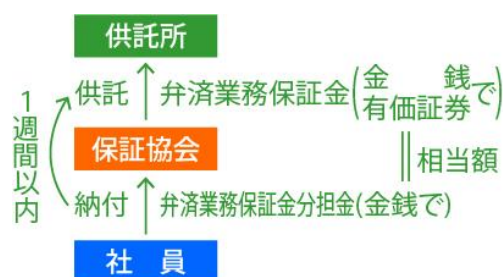 供託所
供託 弁済業務保証金(金銭 有価証券で)
1週間以内
保証協会
相当額
納付 弁済業務保証金分担金(金銭で)
社員